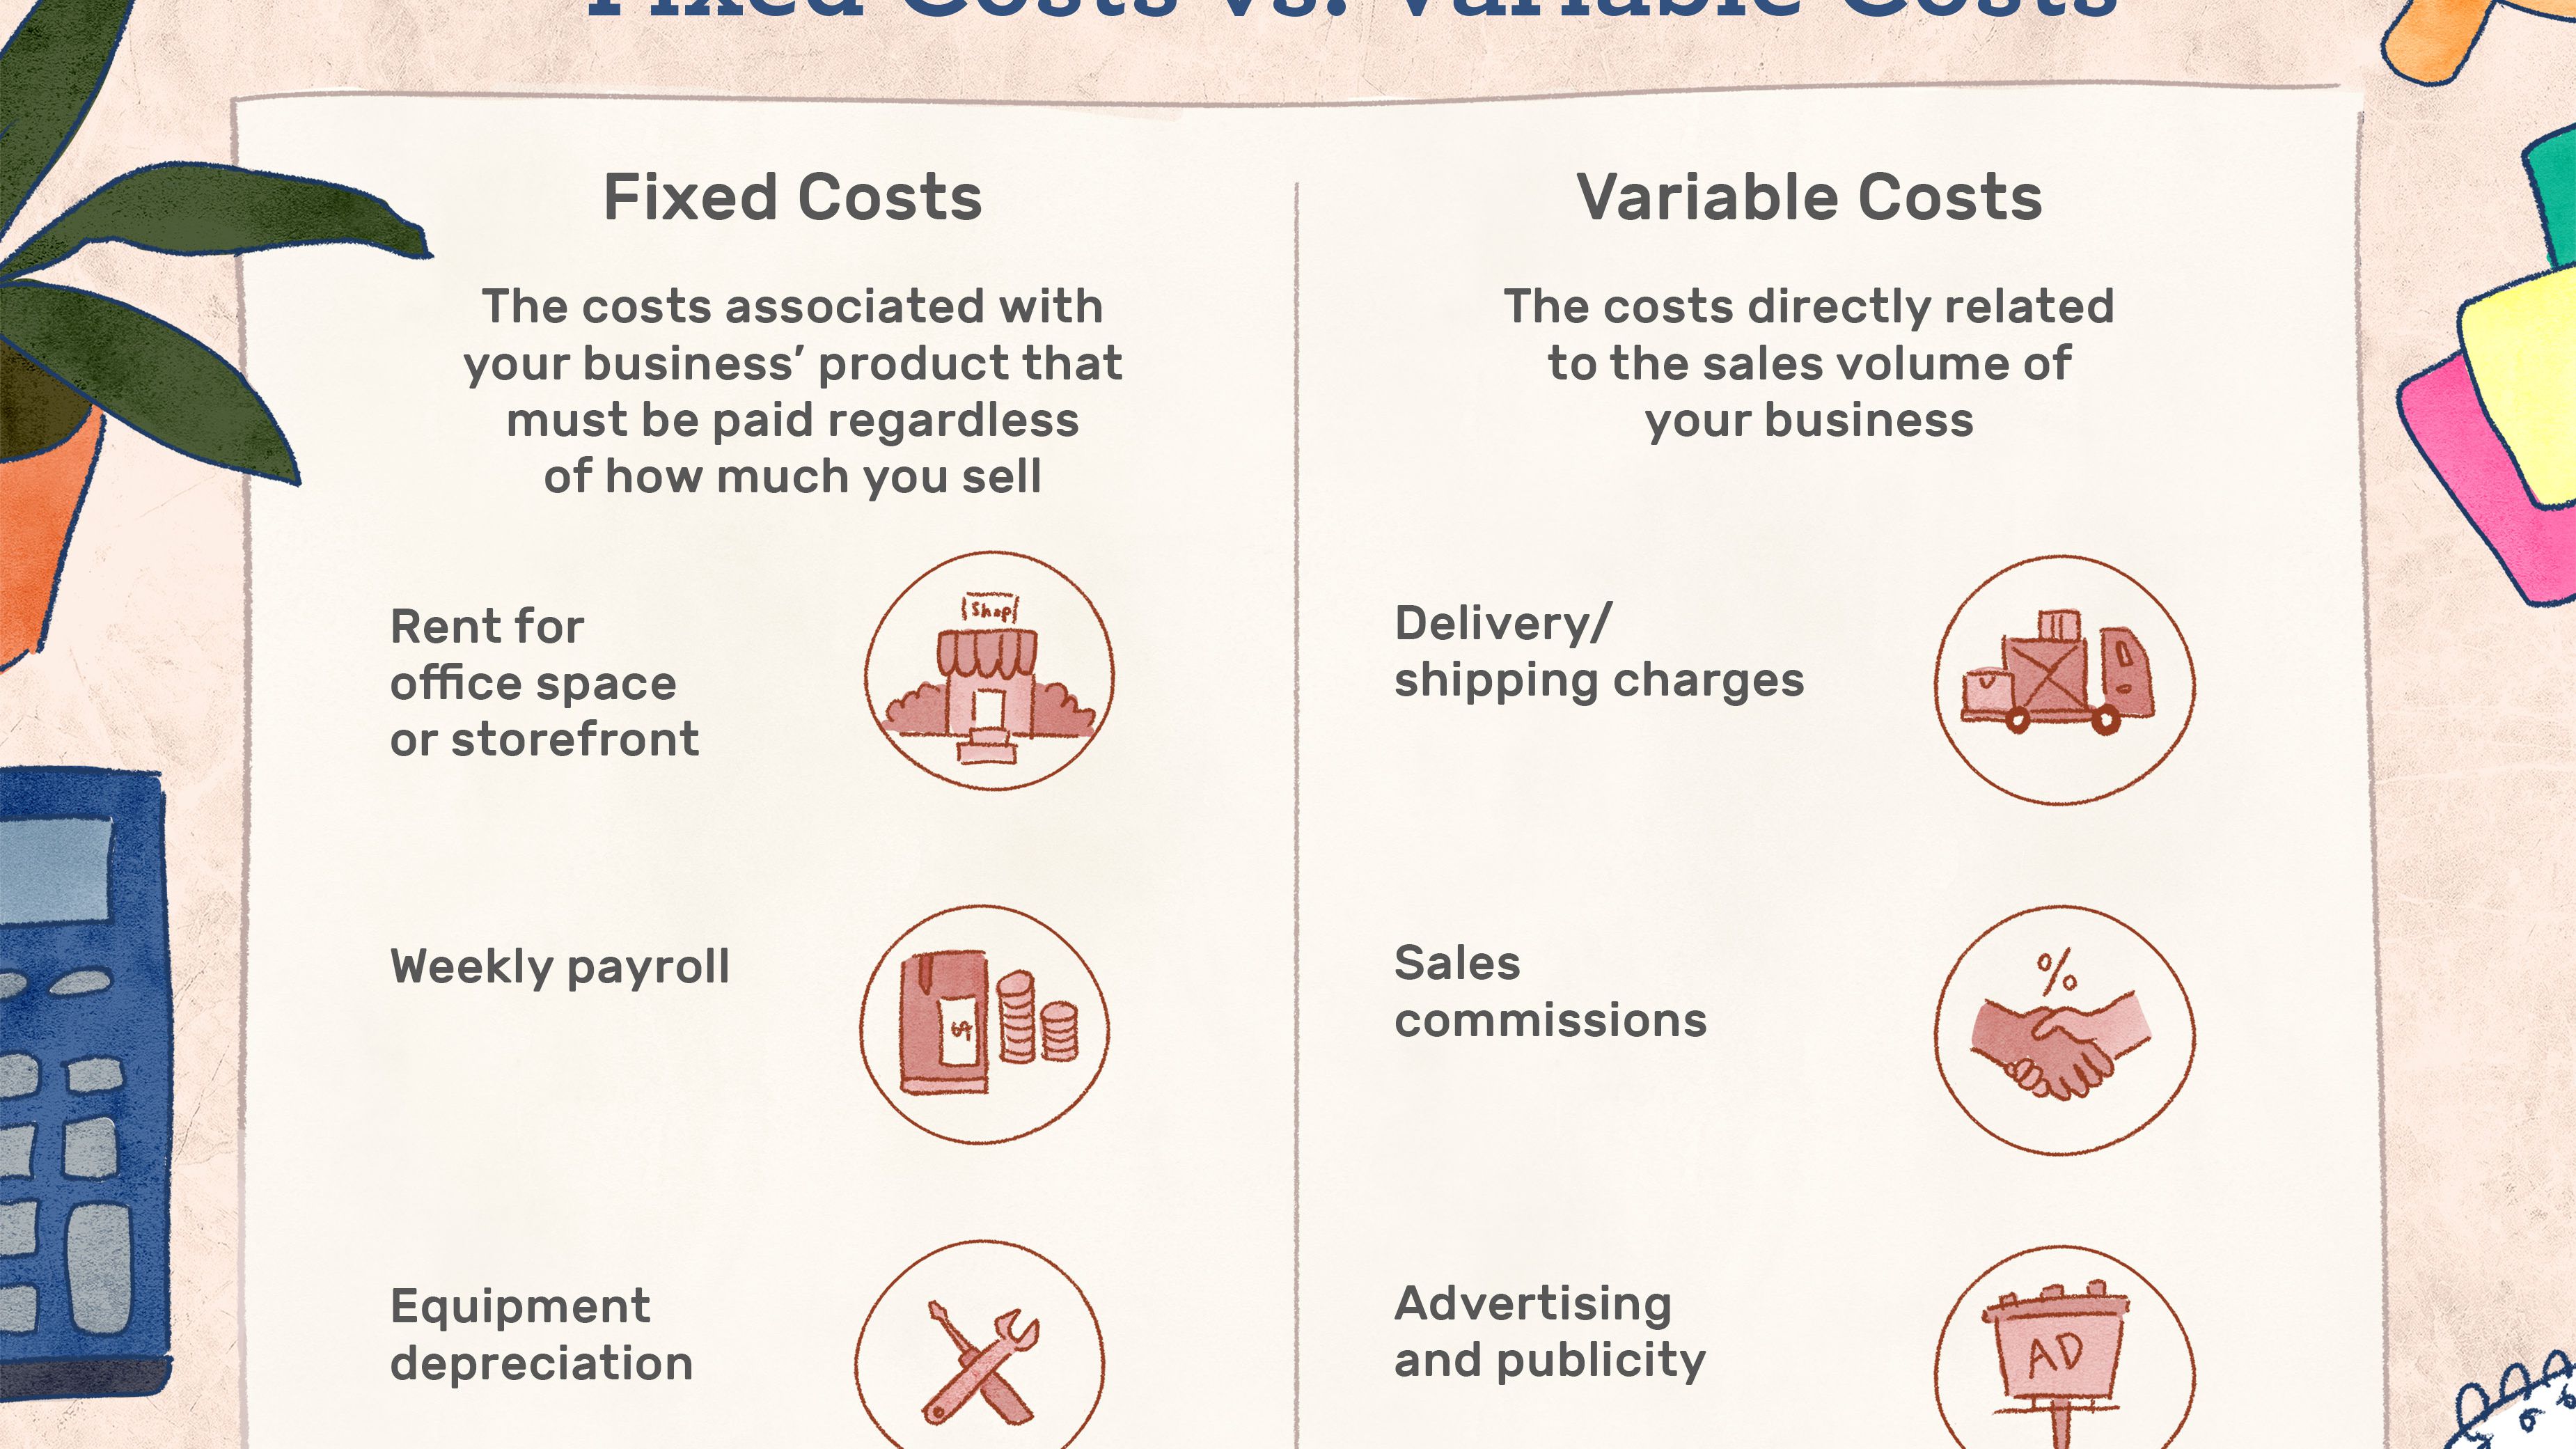 Fixed Costs vs. Variable Costs
Fixed Costs
The costs associated with
your business’ product that
must be paid regardless
of how much you sell
Rent for
office space
or storefront
Shop
Weekly payroll
$
Equipment
depreciation
Variable Costs
The costs directly related
to the sales volume of
your business
Delivery/
shipping charges
Sales
commissions
%
Advertising
and publicity
AD